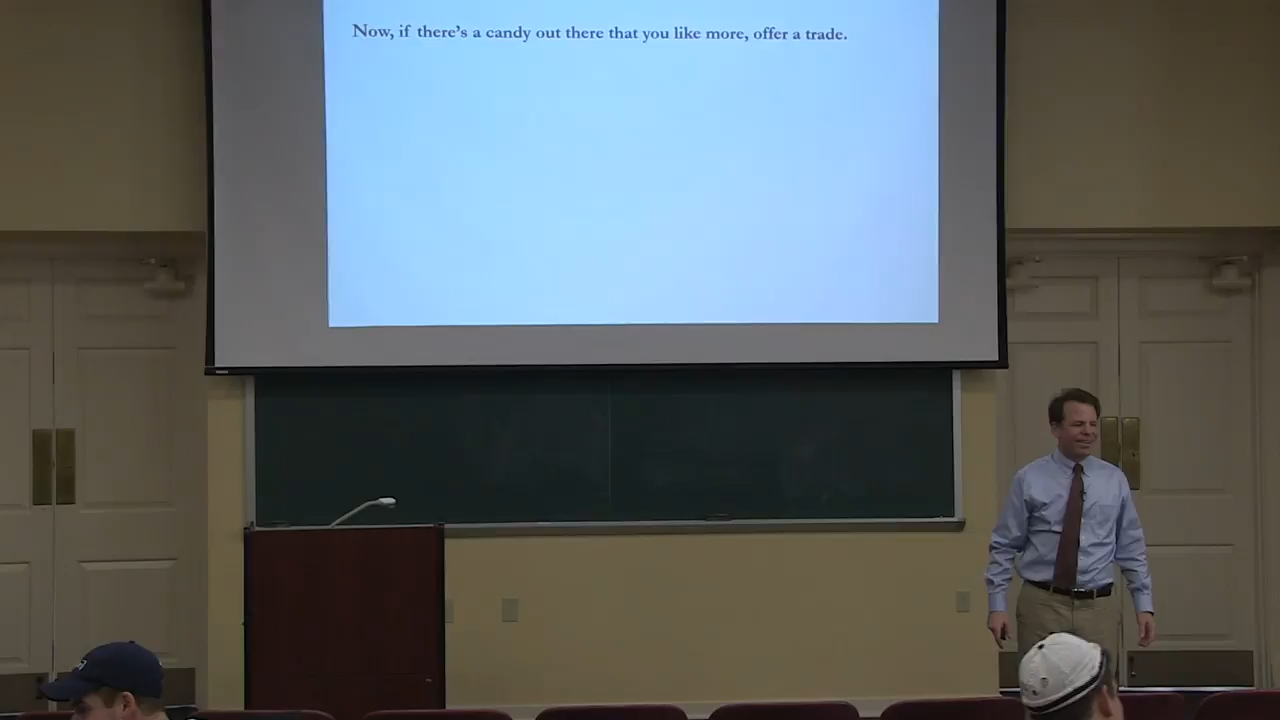 Now, if there's a candy out there that you like more, offer a trade.